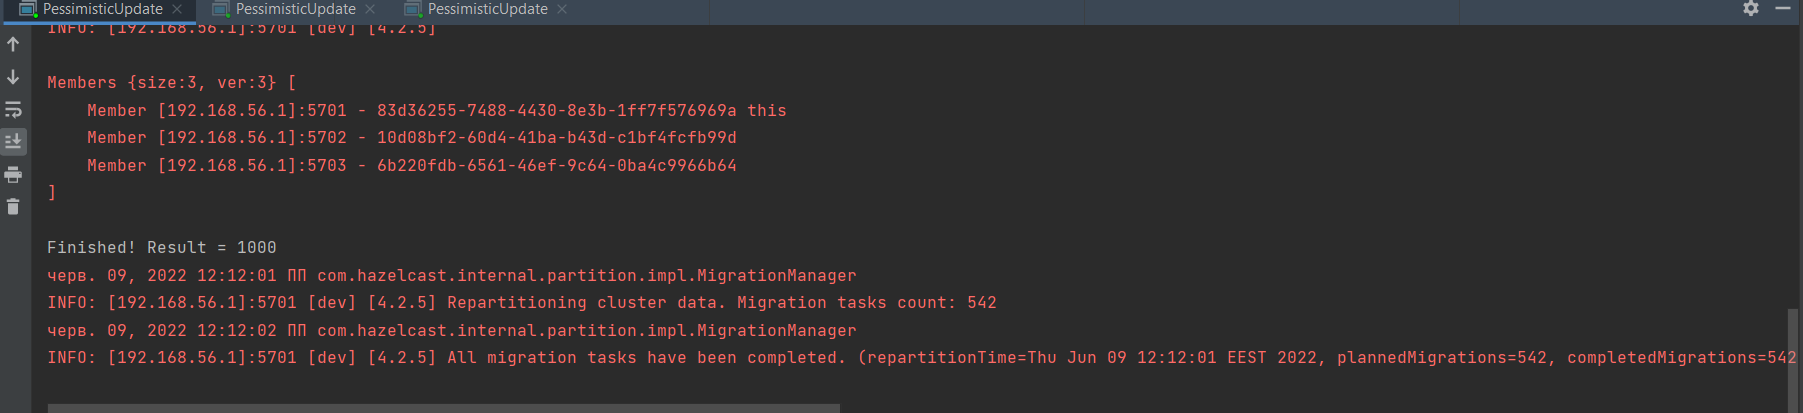 PessimisticUpdate PessimisticUpdate PessimisticUpdate
INFO: [192.168.56.1]:5701 [dev] [4.2.5]
Members {size:3, ver:3} [
    Member [192.168.56.1]:5701 - 83d36255-7488-4430-8e3b-1ff7f576969a this
    Member [192.168.56.1]:5702 - 10d08bf2-60d4-41ba-b43d-c1bf4fcfb99d
    Member [192.168.56.1]:5703 - 6b220fdb-6561-46ef-9c64-0ba4c9966b64
]
Finished! Result = 1000
черв. 09, 2022 12:12:01 ПП com.hazelcast.internal.partition.impl.MigrationManager
INFO: [192.168.56.1]:5701 [dev] [4.2.5] Repartitioning cluster data. Migration tasks count: 542
черв. 09, 2022 12:12:02 ПП com.hazelcast.internal.partition.impl.MigrationManager
INFO: [192.168.56.1]:5701 [dev] [4.2.5] All migration tasks have been completed. (repartitionTime=Thu Jun 09 12:12:01 EEST 2022, plannedMigrations=542, completedMigrations=542